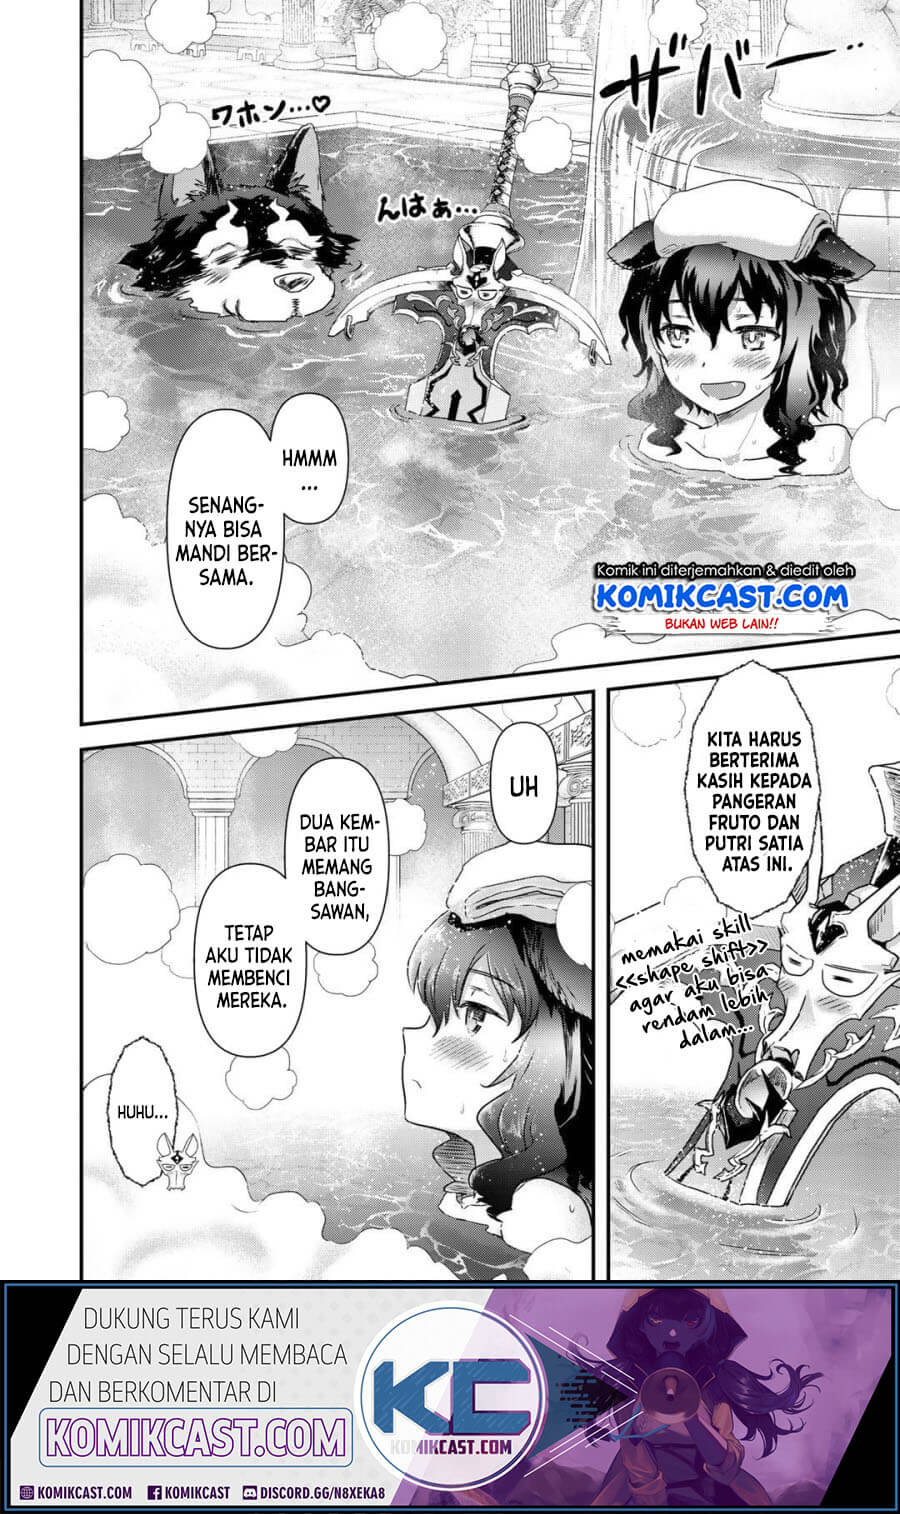 ザバー…
ワホン…♡
んはぁ…
HMMM
...
SENANG-
NYA BISA
MANDI BER-
SAMA.
Komik ini diterjemahkan & diedit oleh
KOMIKCAST.COM
BUKAN WEB LAIN!!
KITA HARUS
BERTERIMA
KASIH KEPADA
PANGERAN
FRUTO DAN
PUTRI SATIA
ATAS INI.
memakai skill
<<shape shift>>
agar aku bisa
rendam lebih
dalam...
UH
DUA KEM-
BAR ITU
MEMANG
BANG-
SAWAN,
TETAP
AKU TIDAK
MEMBENCI
MEREKA.
HUHU...
DUKUNG TERUS KAMI
DENGAN SELALU MEMBACA
DAN BERKOMENTAR DI
KOMIKCAST.COM
KC
KOMIKCAST.COM
KOMIKCAST.COM
KOMIKCAST
DISCORD.GG/N8XEKA8